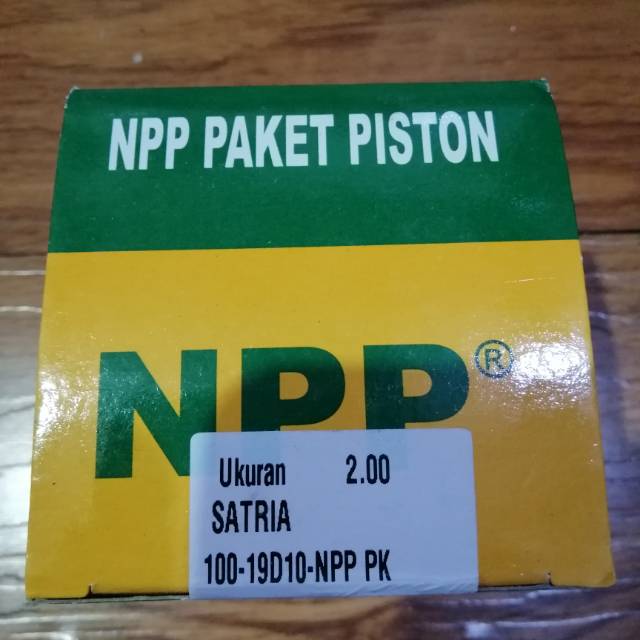 NPP PAKET PISTON
NPP®
Ukuran 2.00
SATRIA
100-19D10-NPP PK